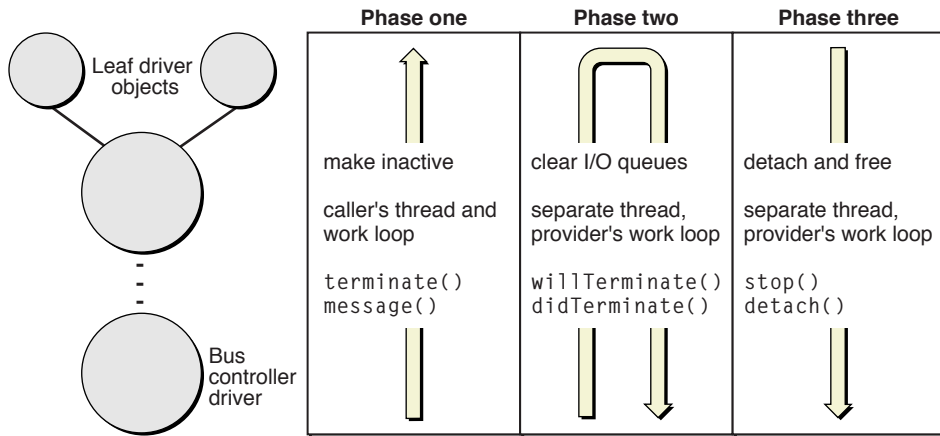 Phase one
Phase two
Phase three
Leaf driver
objects
make inactive
caller's thread and
work loop
terminate()
message()
clear I/O queues
separate thread,
provider's work loop
willTerminate()
didTerminate()
detach and free
separate thread,
provider's work loop
stop()
detach()
Bus
controller
driver